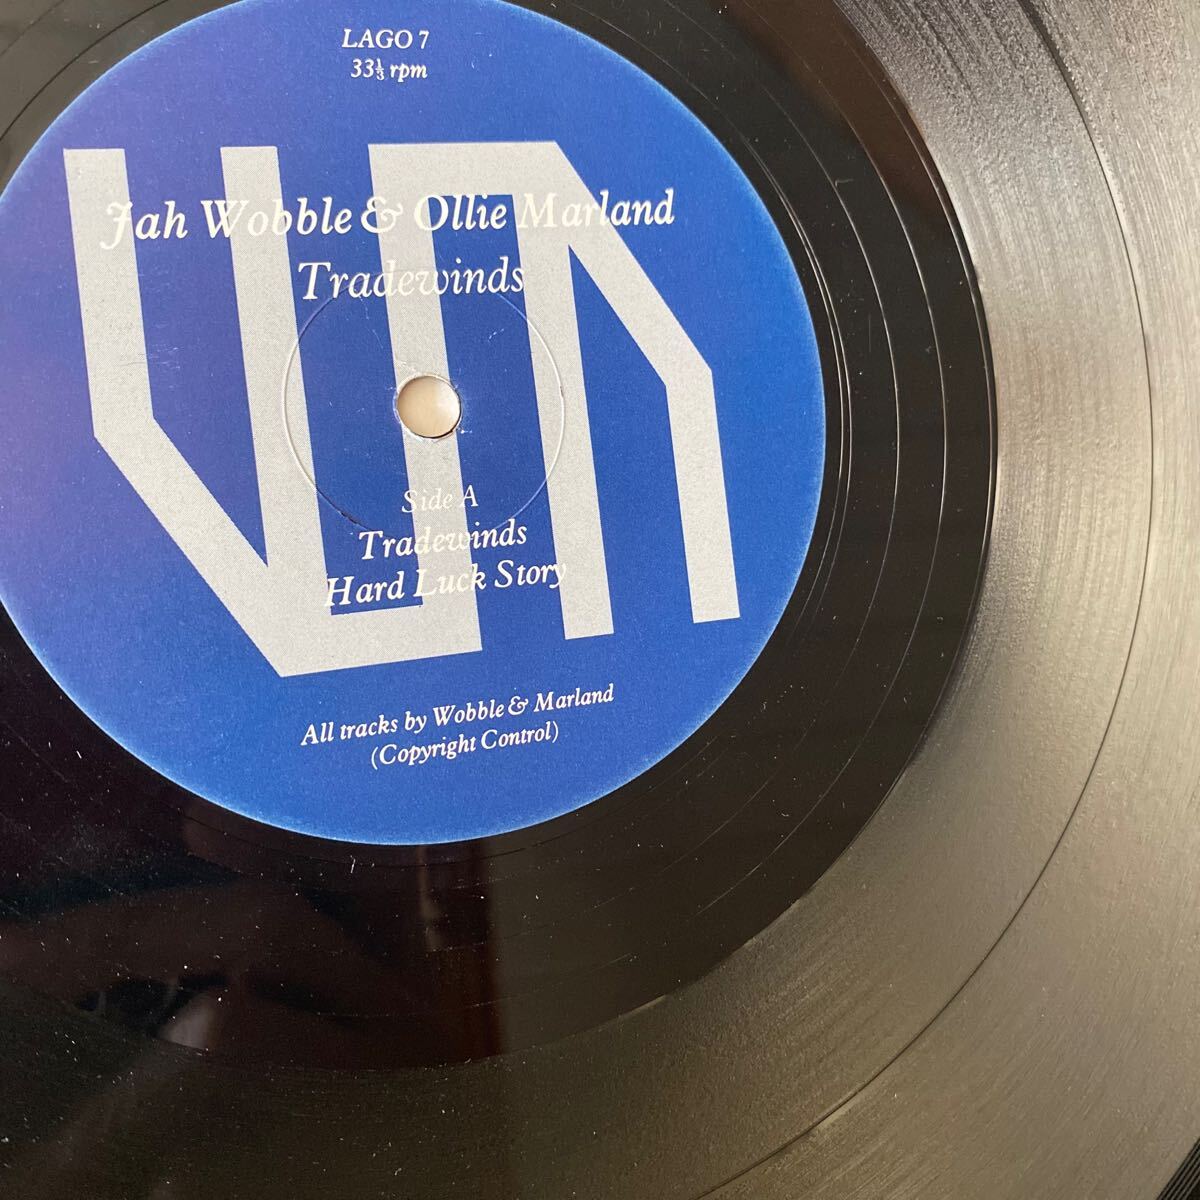 LAGO 7
33⅓ rpm
Jah Wobble & Ollie Marland
Tradewinds
Side A
Tradewinds
Hard Luck Story
All tracks by Wobble & Marland
(Copyright Control)